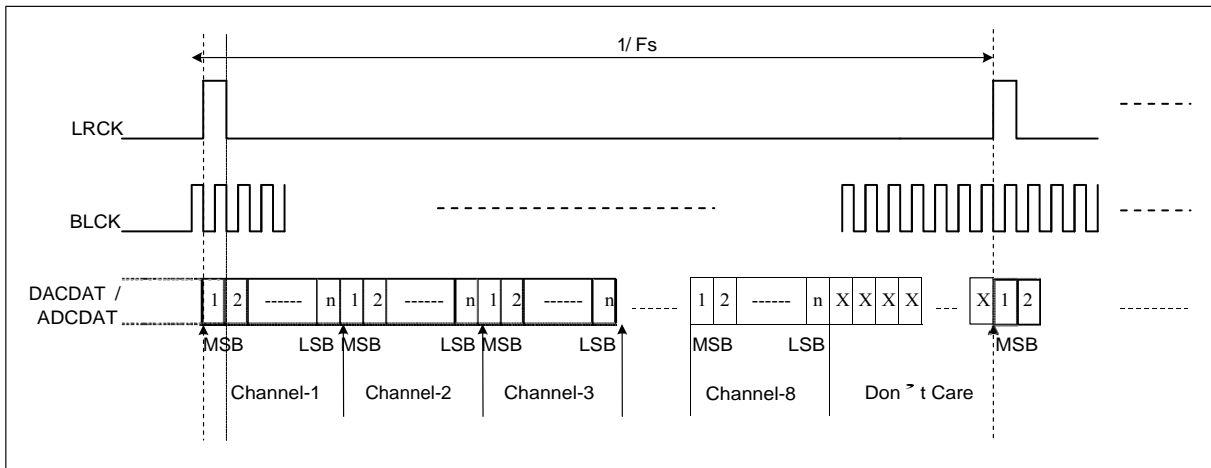 1/ Fs
LRCK
BLCK
DACDAT /
ADCDAT
1 2 ------ n 1 2 ------ n 1 2 ------ n 1 2 ------ n X X X X X 1 2
MSB LSB MSB LSB MSB LSB MSB LSB MSB
Channel-1 Channel-2 Channel-3 Channel-8 Don ˀ t Care